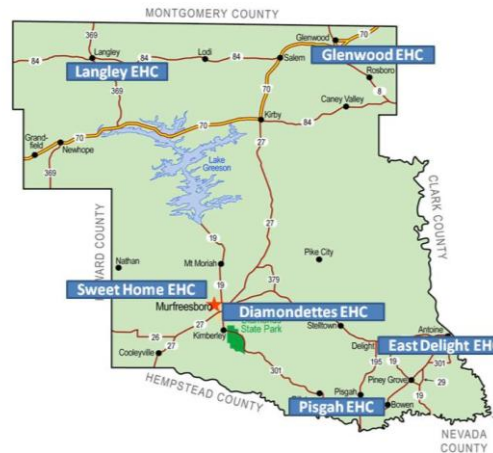 MONTGOMERY COUNTY
369
Langley
Lodi
Glenwood
70
Glenwood EHC
84
Langley EHC
84
Salem
84
70
Rosboro
8
369
Caney Valley
70
Kirby
84
Grand-
field
Newhope
70
27
369
Lake
Greeson
CLARK COUNTY
19
27
Nathan
Mt Moriah
Pike City
379
19
Sweet Home EHC
Murfreesboro
Diamondettes EHC
27
Kimberley
State Park
Stelltown
Antoine
26
27
Cooleyville
Delight
East Delight EHC
195
19
301
301
Pisgah
Piney Grove
29
19
HEMPSTEAD COUNTY
Pisgah EHC
Bowen
NEVADA
COUNTY